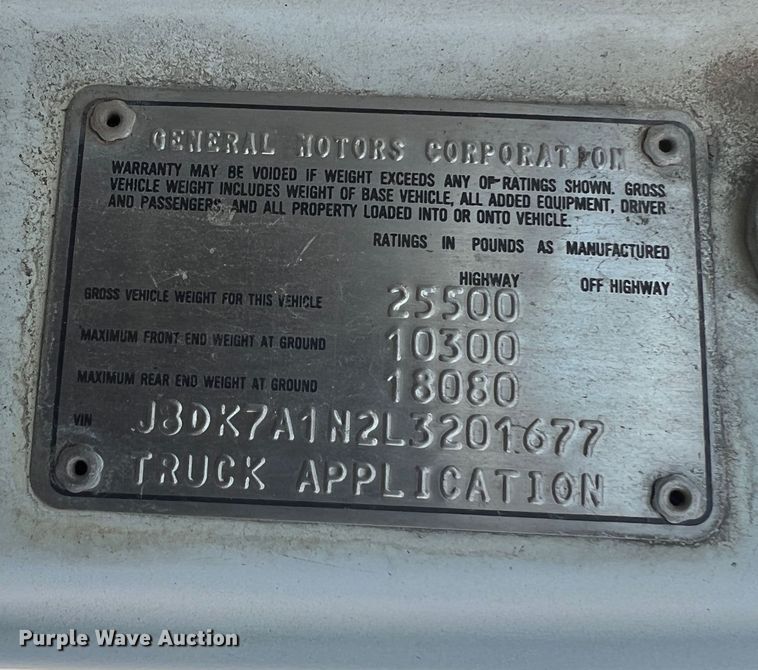 GENERAL MOTORS CORPORATION
WARRANTY MAY BE VOIDED IF WEIGHT EXCEEDS ANY OF RATINGS SHOWN. GROSS
VEHICLE WEIGHT INCLUDES WEIGHT OF BASE VEHICLE, ALL ADDED EQUIPMENT, DRIVER
AND PASSENGERS, AND ALL PROPERTY LOADED INTO OR ONTO VEHICLE.
RATINGS IN POUNDS AS MANUFACTURED
HIGHWAY OFF HIGHWAY
GROSS VEHICLE WEIGHT FOR THIS VEHICLE 25500
MAXIMUM FRONT END WEIGHT AT GROUND 10300
MAXIMUM REAR END WEIGHT AT GROUND 18080
VIN J8DK7A1N2L3201677
TRUCK APPLICATION
Purple Wave Auction